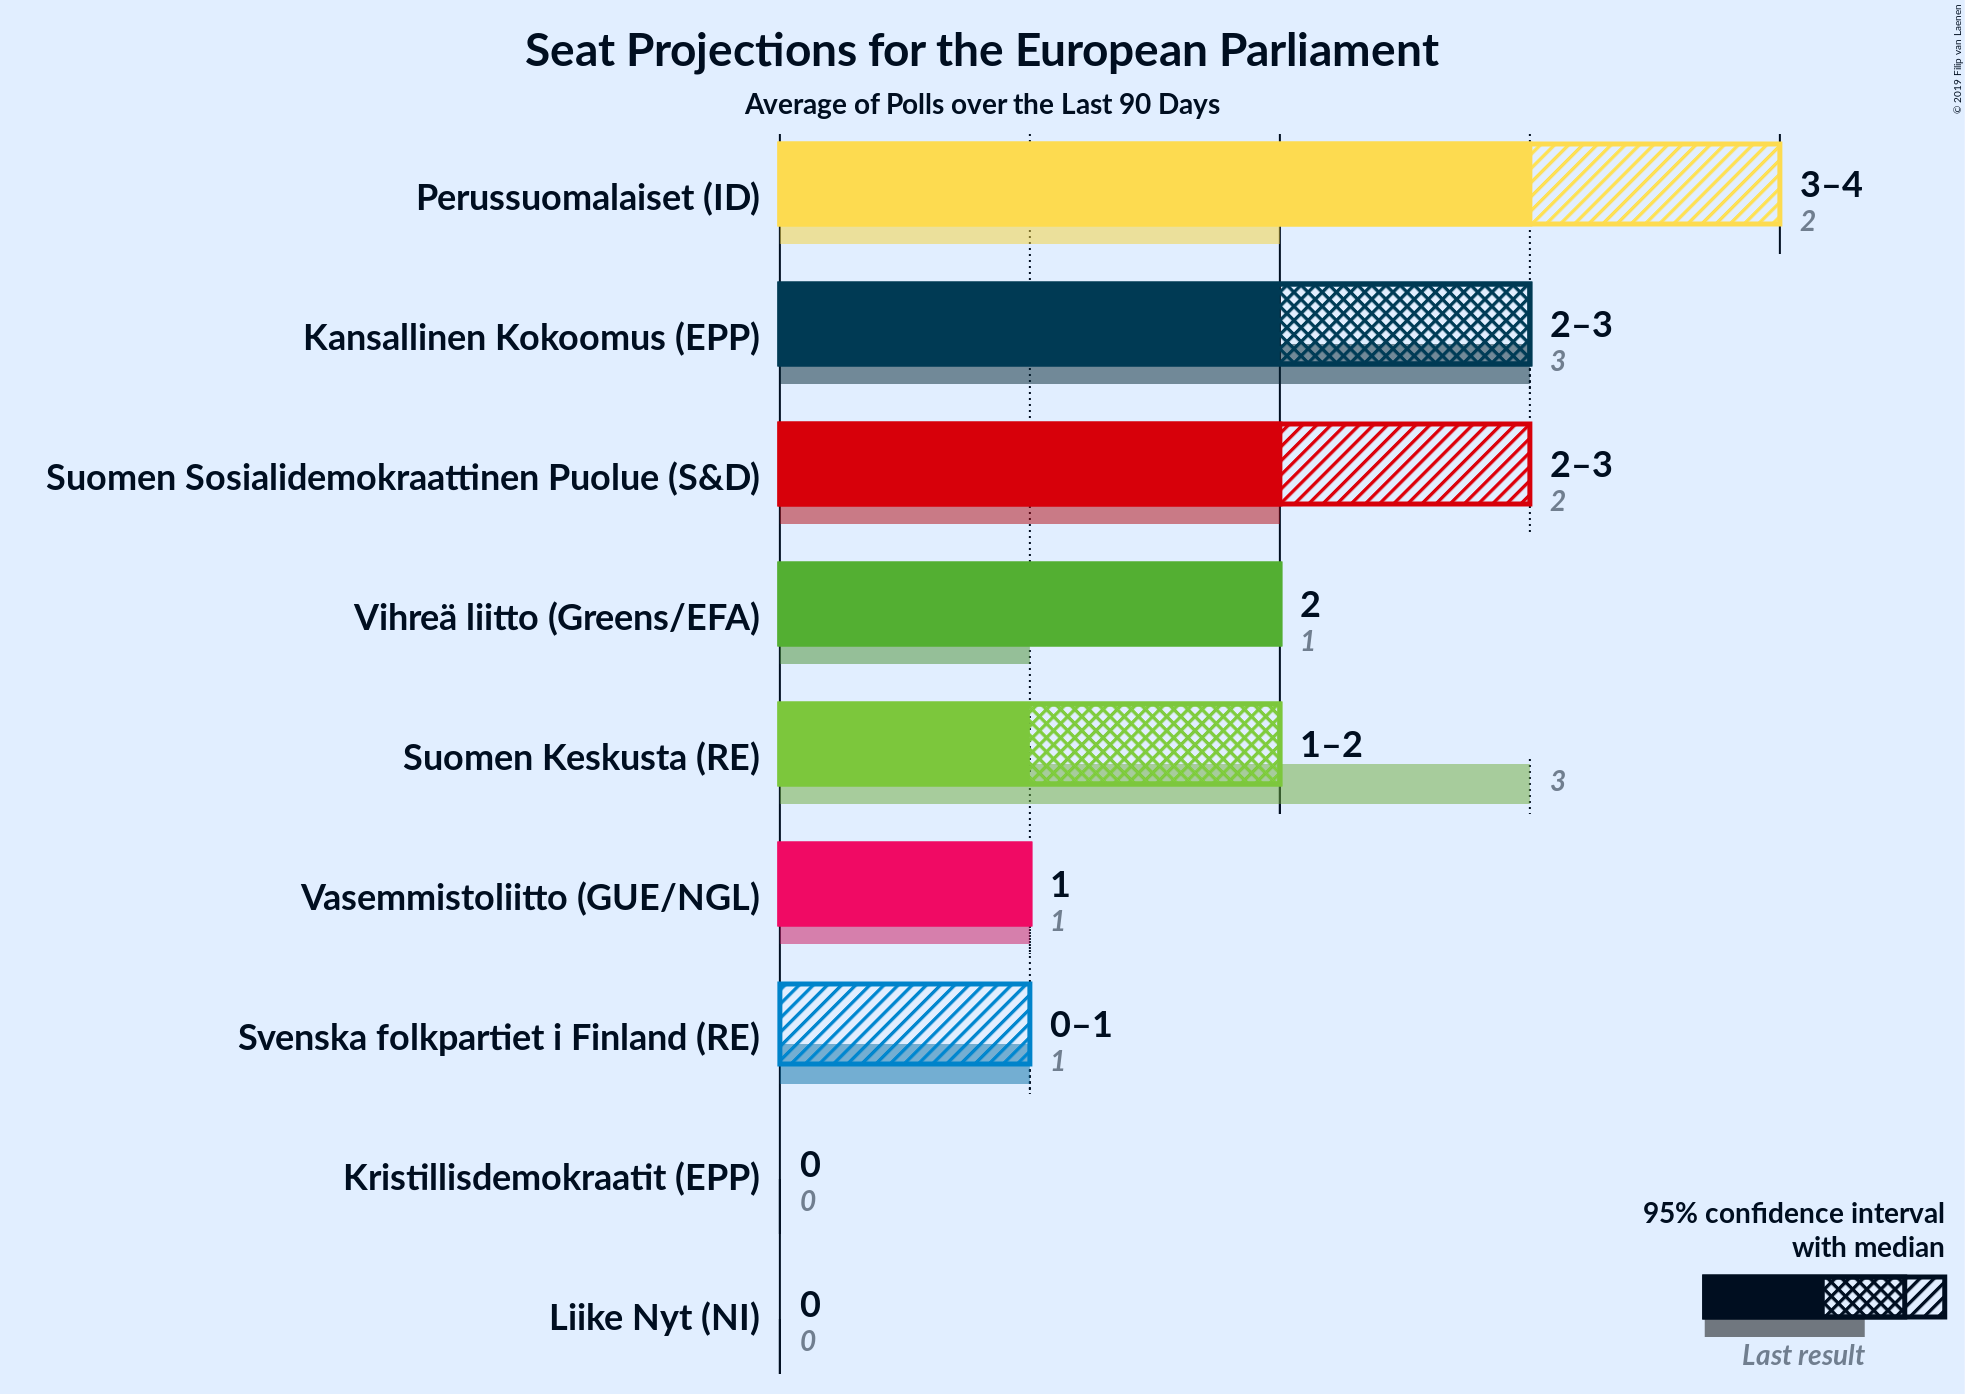 Seat Projections for the European Parliament
Average of Polls over the Last 90 Days
© 2019 Filip van Laenen
Perussuomalaiset (ID)
3–4
2
Kansallinen Kokoomus (EPP)
2–3
3
Suomen Sosialidemokraattinen Puolue (S&D)
2–3
2
Vihreä liitto (Greens/EFA)
2
1
Suomen Keskusta (RE)
1–2
3
Vasemmistoliitto (GUE/NGL)
1
1
Svenska folkpartiet i Finland (RE)
0–1
1
Kristillisdemokraatit (EPP)
0
0
Liike Nyt (NI)
0
0
95% confidence interval
with median
Last result